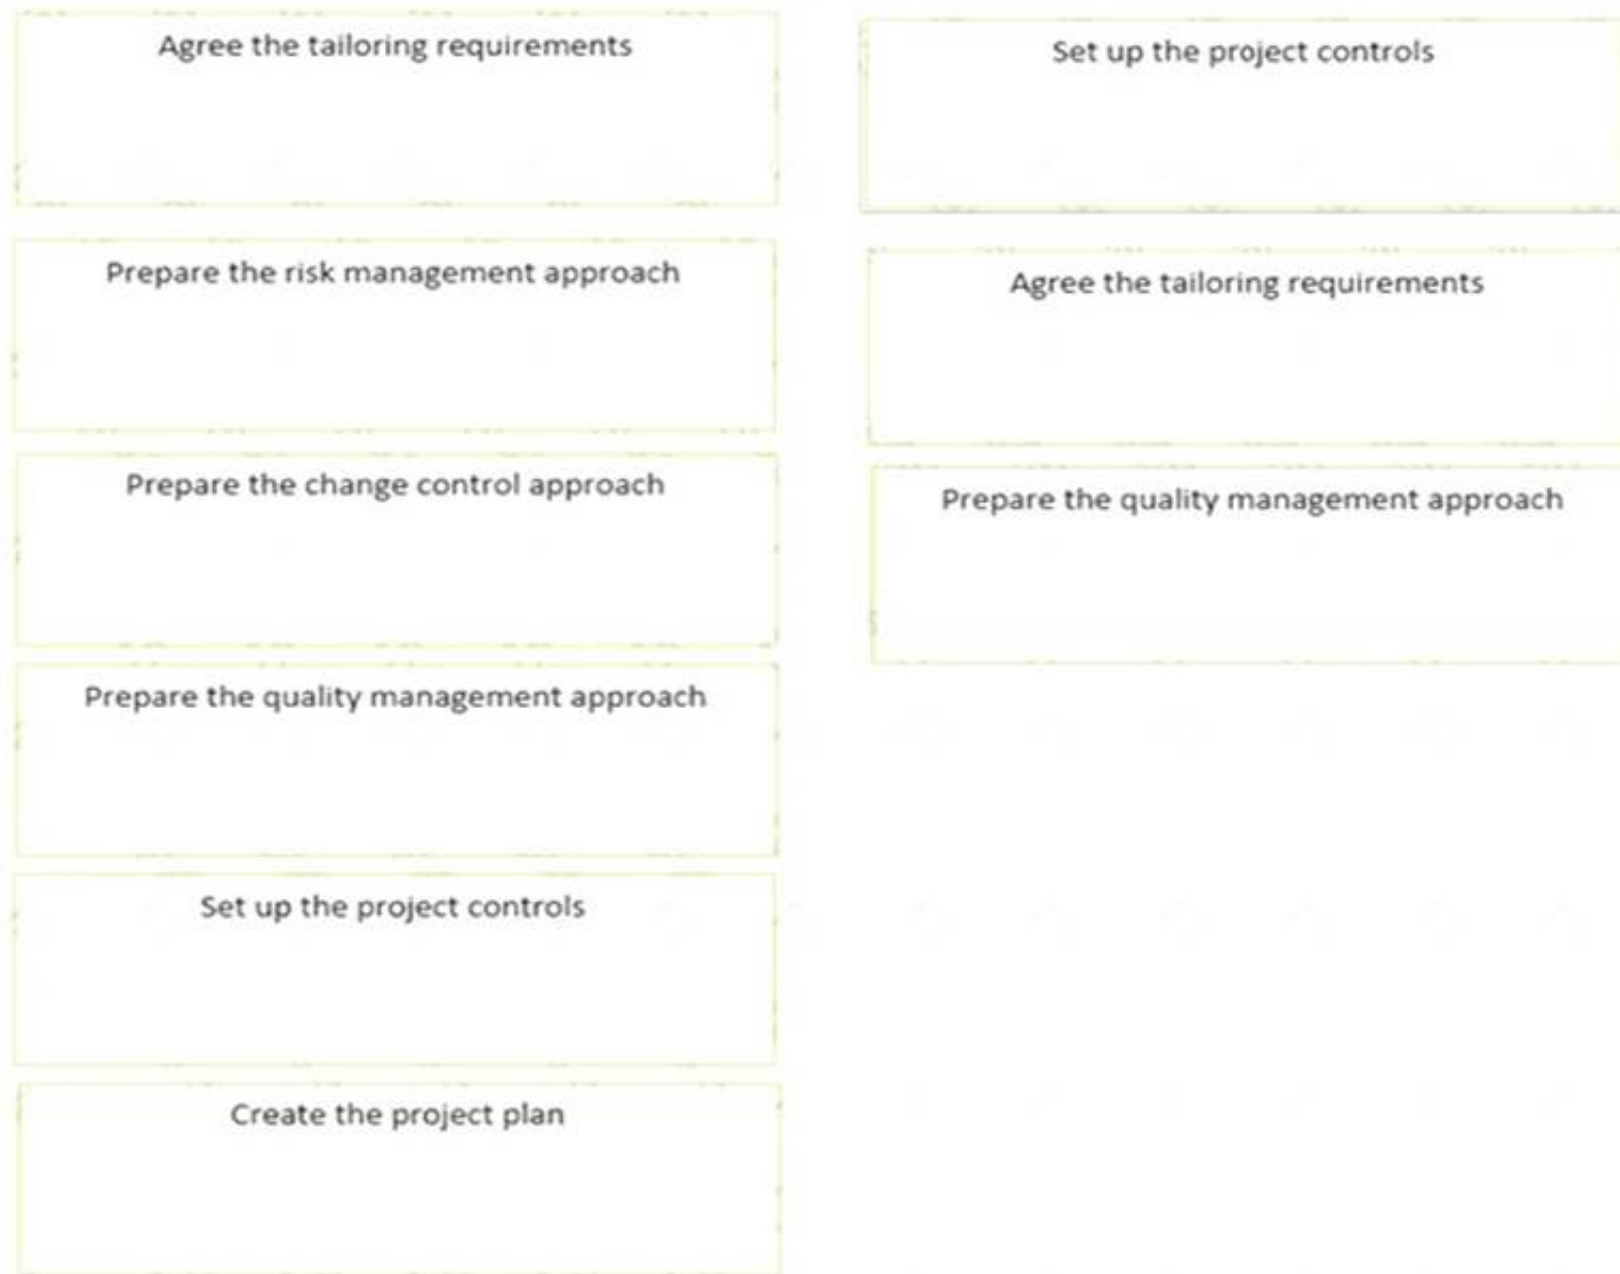 Agree the tailoring requirements
Prepare the risk management approach
Prepare the change control approach
Prepare the quality management approach
Set up the project controls
Create the project plan
Set up the project controls
Agree the tailoring requirements
Prepare the quality management approach